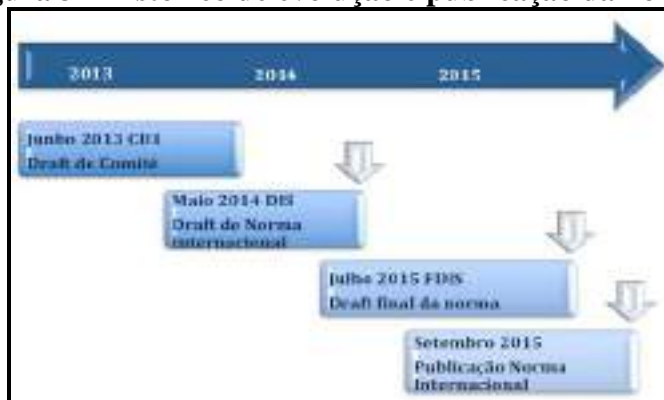 2013 2014 2015
Junho 2013 CD1
Draft de Comité
Maio 2014 DIS
Draft de Norma
internacional
Julho 2015 FDIS
Draft final da norma
Setembro 2015
Publicação Norma
Internacional